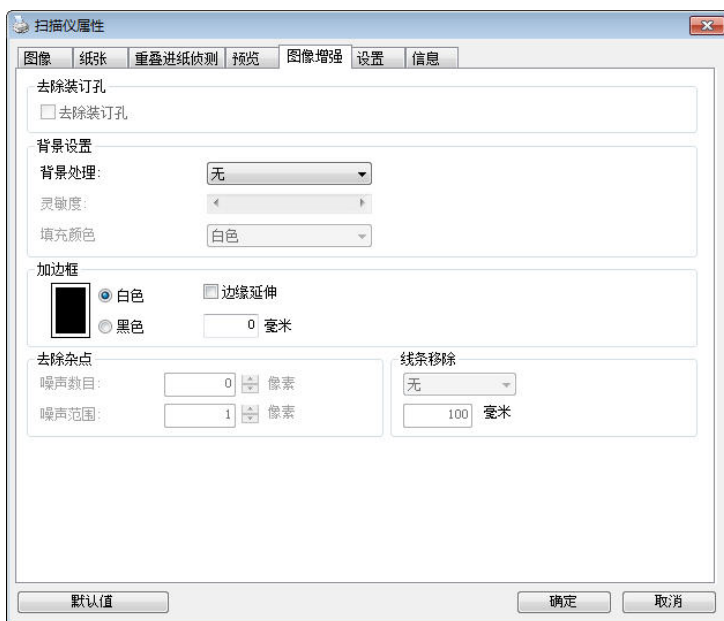 扫描仪属性
图像 纸张 重叠进纸侦测 预览 图像增强 设置 信息
去除装订孔
去除装订孔
背景设置
背景处理: 无
灵敏度:
填充颜色 白色
加边框
白色 边缘延伸
黑色 0 毫米
去除杂点 线条移除
噪声数目: 0 像素 无
噪声范围: 1 像素 100 毫米
默认值 确定 取消